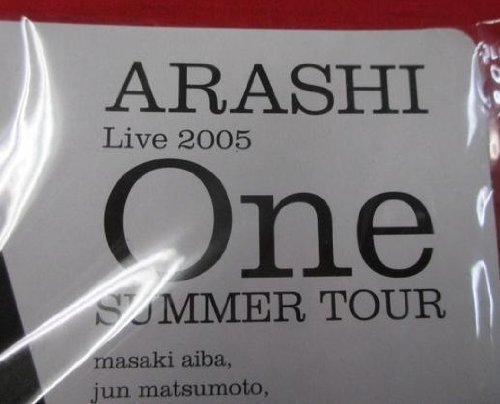 ARASHI
Live 2005
One
SUMMER TOUR
masaki aiba,
jun matsumoto,